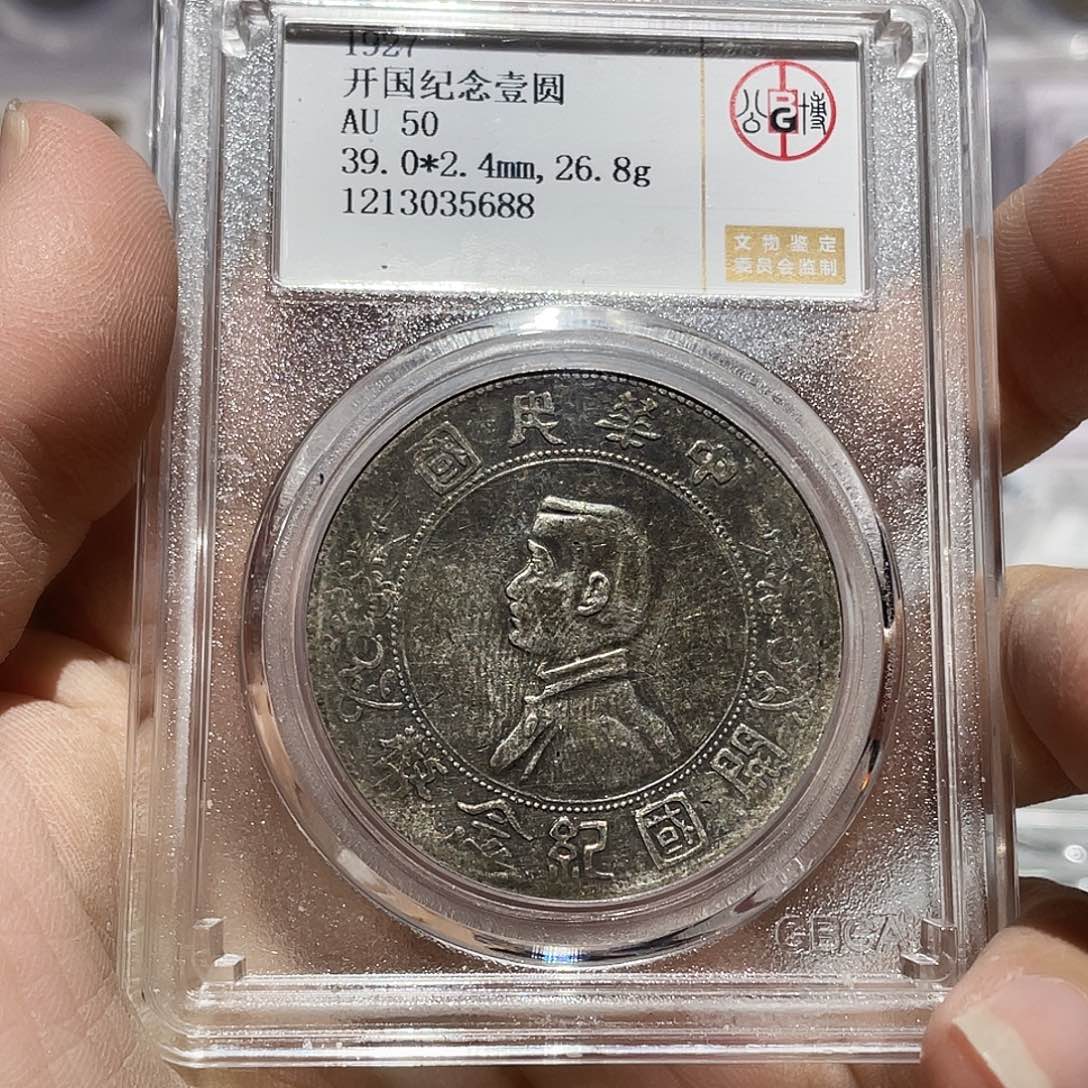 1927
开国纪念壹圆
AU 50
39.0*2.4mm,26.8g
1213035688
公 BG 博
文物鉴定
委员会监制
中華民國
開國紀念幣
GBCA